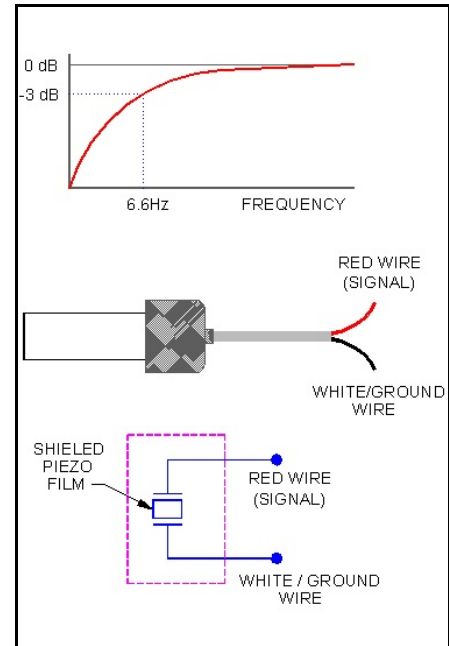 0 dB
-3 dB
6.6Hz FREQUENCY
RED WIRE
(SIGNAL)
WHITE/GROUND
WIRE
SHIELED
PIEZO
FILM
RED WIRE
(SIGNAL)
WHITE / GROUND
WIRE